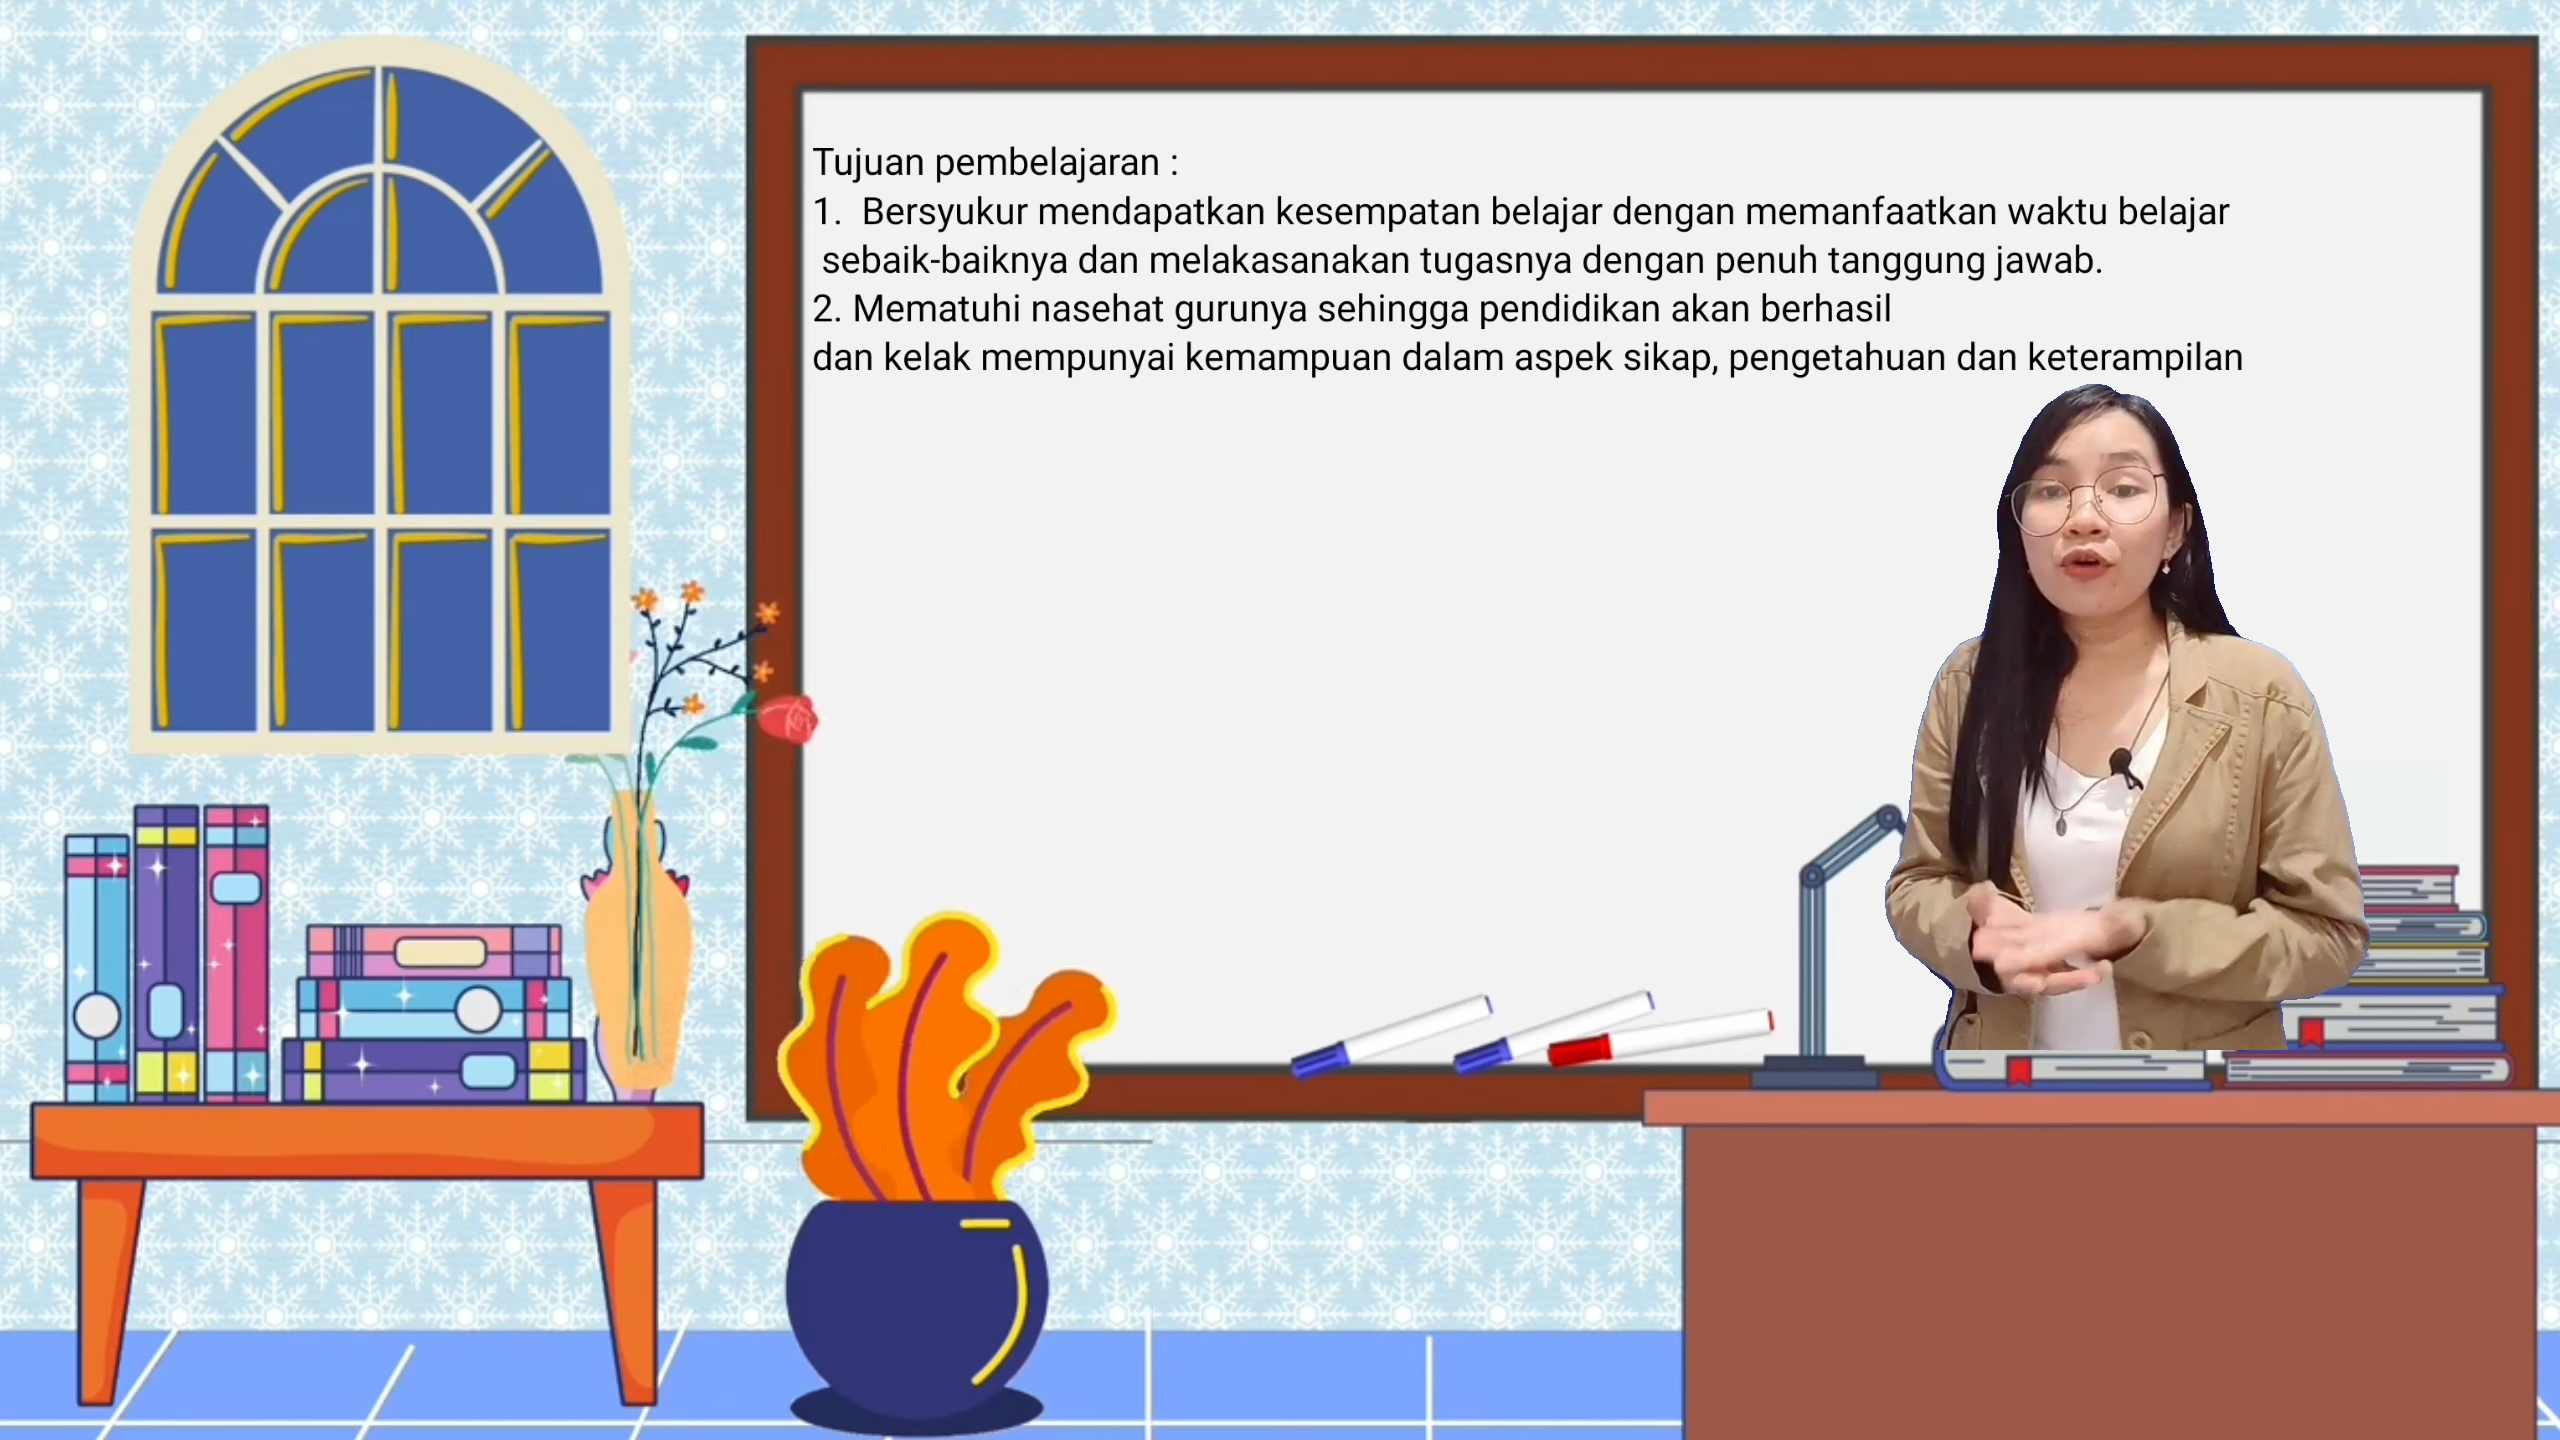 Tujuan pembelajaran :
1. Bersyukur mendapatkan kesempatan belajar dengan memanfaatkan waktu belajar
sebaik-baiknya dan melakasanakan tugasnya dengan penuh tanggung jawab.
2. Mematuhi nasehat gurunya sehingga pendidikan akan berhasil
dan kelak mempunyai kemampuan dalam aspek sikap, pengetahuan dan keterampilan